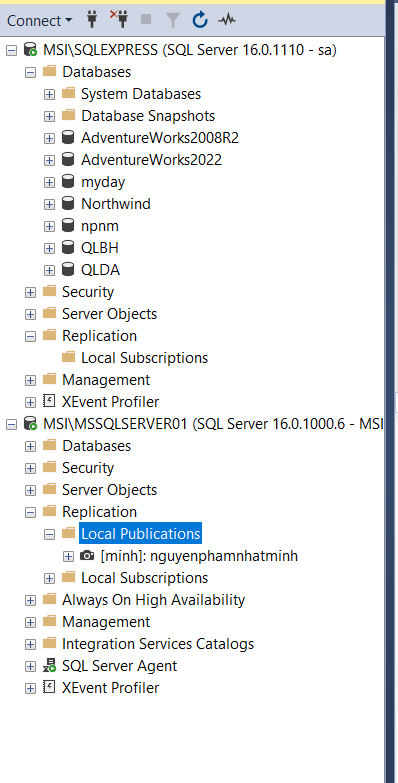 Connect
MSI\SQLEXPRESS (SQL Server 16.0.1110 - sa)
Databases
System Databases
Database Snapshots
AdventureWorks2008R2
AdventureWorks2022
myday
Northwind
npnm
QLBH
QLDA
Security
Server Objects
Replication
Local Subscriptions
Management
XEvent Profiler
MSI\MSSQLSERVER01 (SQL Server 16.0.1000.6 - MSI
Databases
Security
Server Objects
Replication
Local Publications
[minh]: nguyenphamnhatminh
Local Subscriptions
Always On High Availability
Management
Integration Services Catalogs
SQL Server Agent
XEvent Profiler